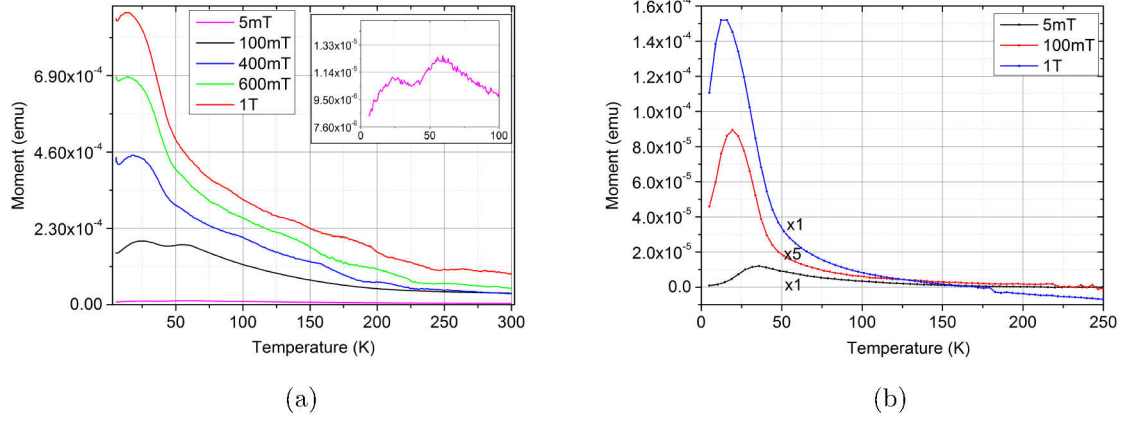 5mT
100mT
400mT
600mT
1T
6.90x10-4
4.60x10-4
2.30x10-4
0.00
Moment (emu)
50
100
150
200
250
300
Temperature (K)
1.33x10-5
1.14x10-5
9.50x10-6
7.60x10-6
0
50
100
(a)
1.6x10-4
1.4x10-4
1.2x10-4
1.0x10-4
8.0x10-5
6.0x10-5
4.0x10-5
2.0x10-5
0.0
Moment (emu)
5mT
100mT
1T
x1
x5
x1
0
50
100
150
200
250
Temperature (K)
(b)